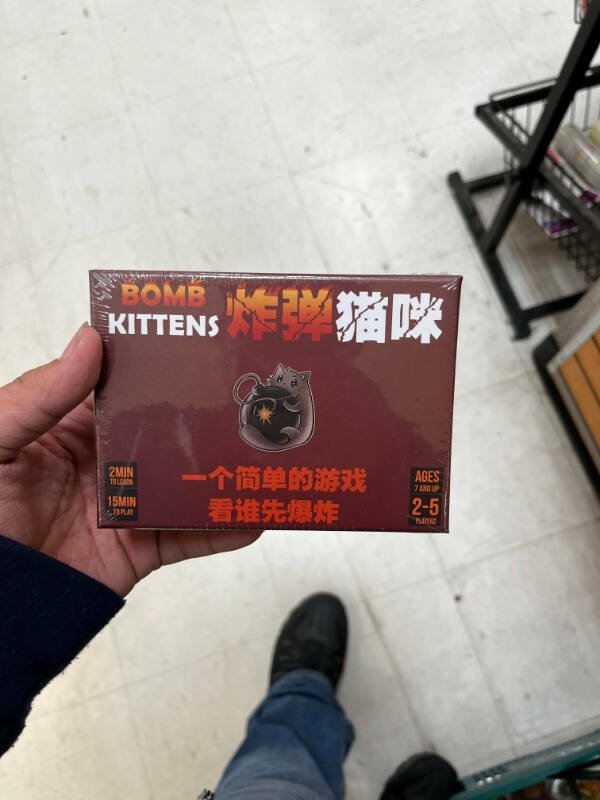 BOMB
KITTENS
炸弹猫咪
一个简单的游戏
看谁先爆炸
2MIN
TO LEARN
15MIN
TO PLAY
AGES
7 AND UP
2-5
PLAYERS